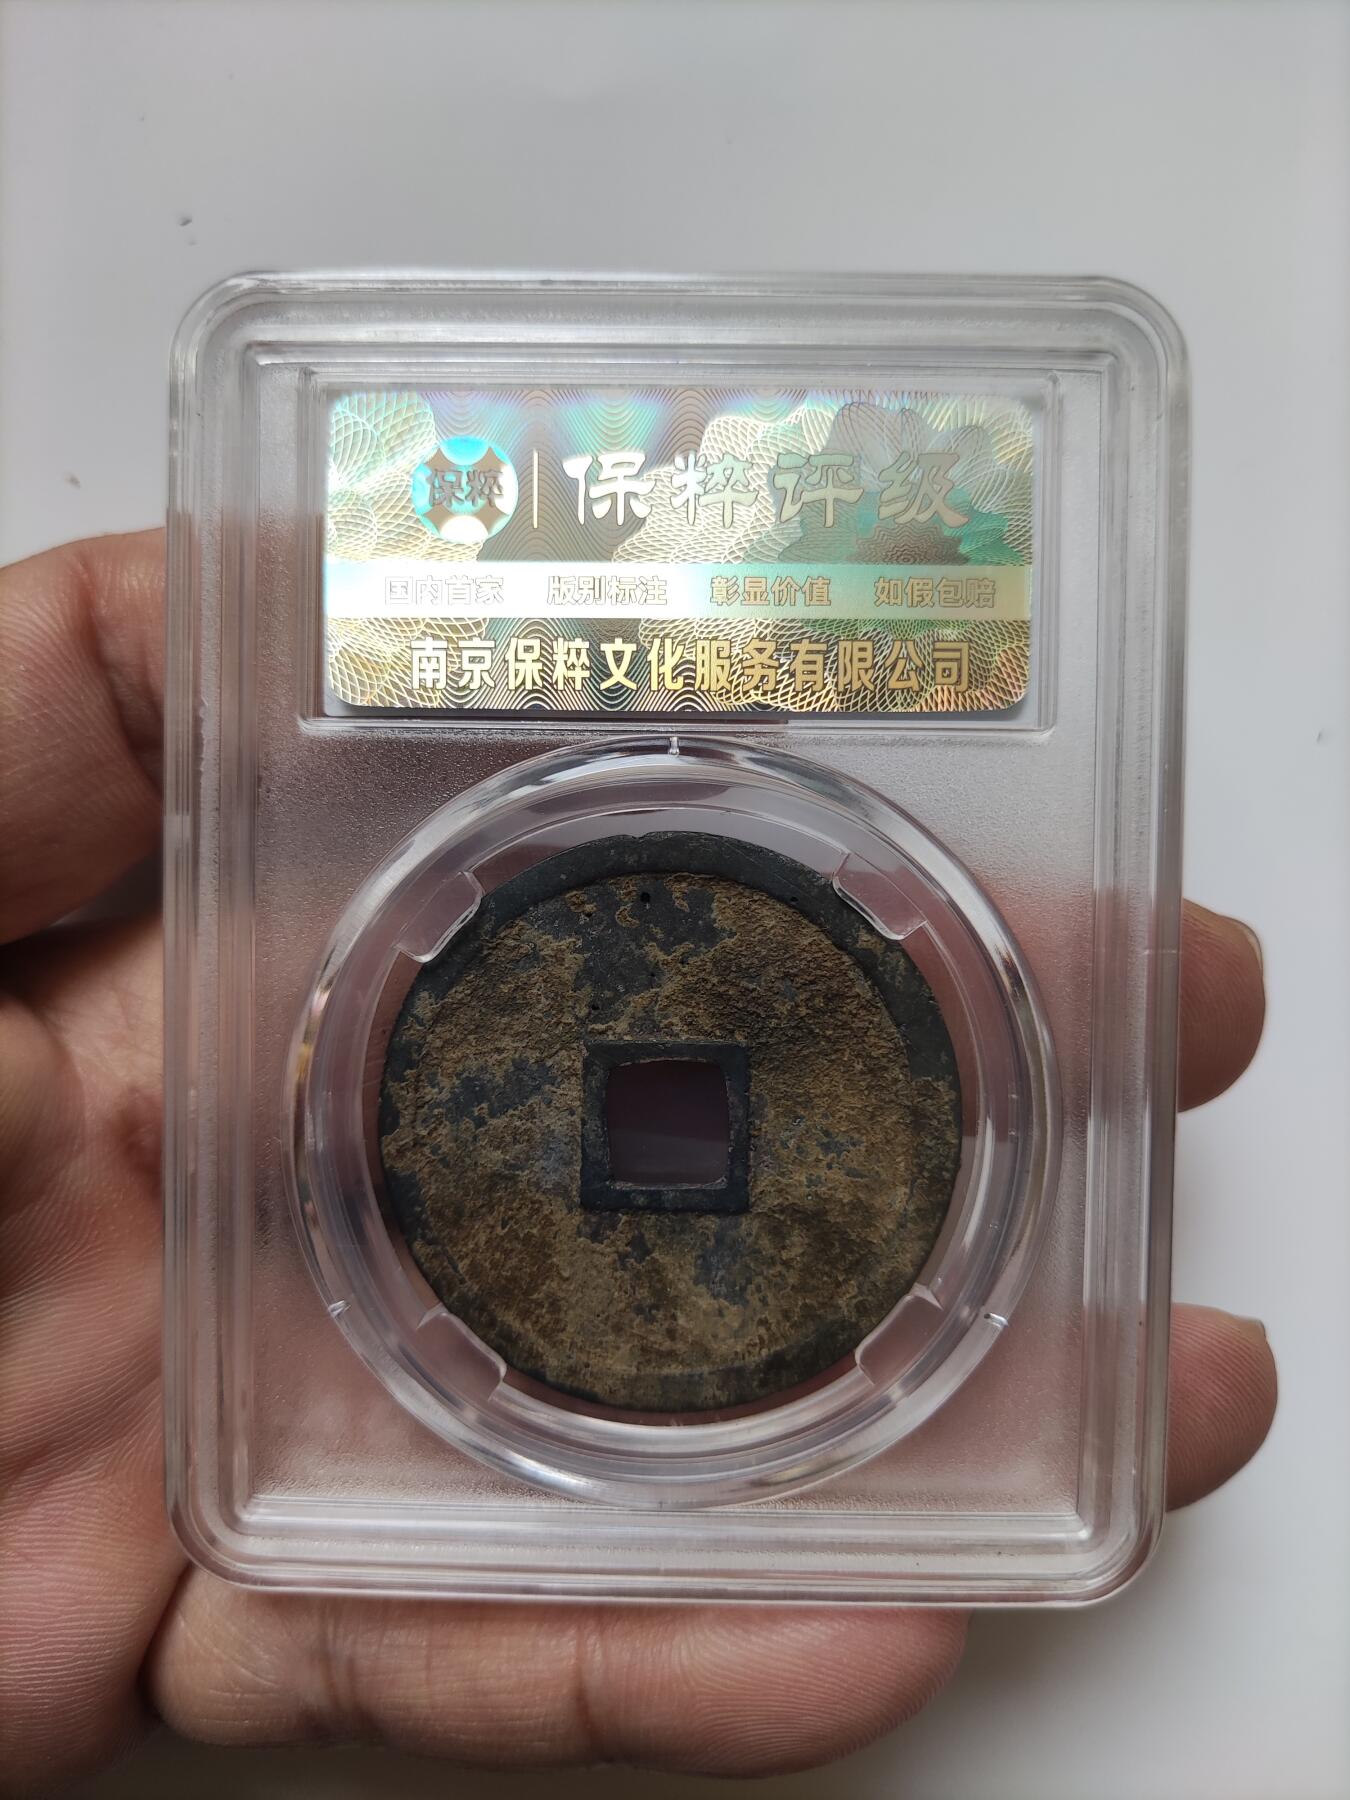 保粹 保粹评级
国内首家 版别标注 彰显价值 如假包赔
南京保粹文化服务有限公司